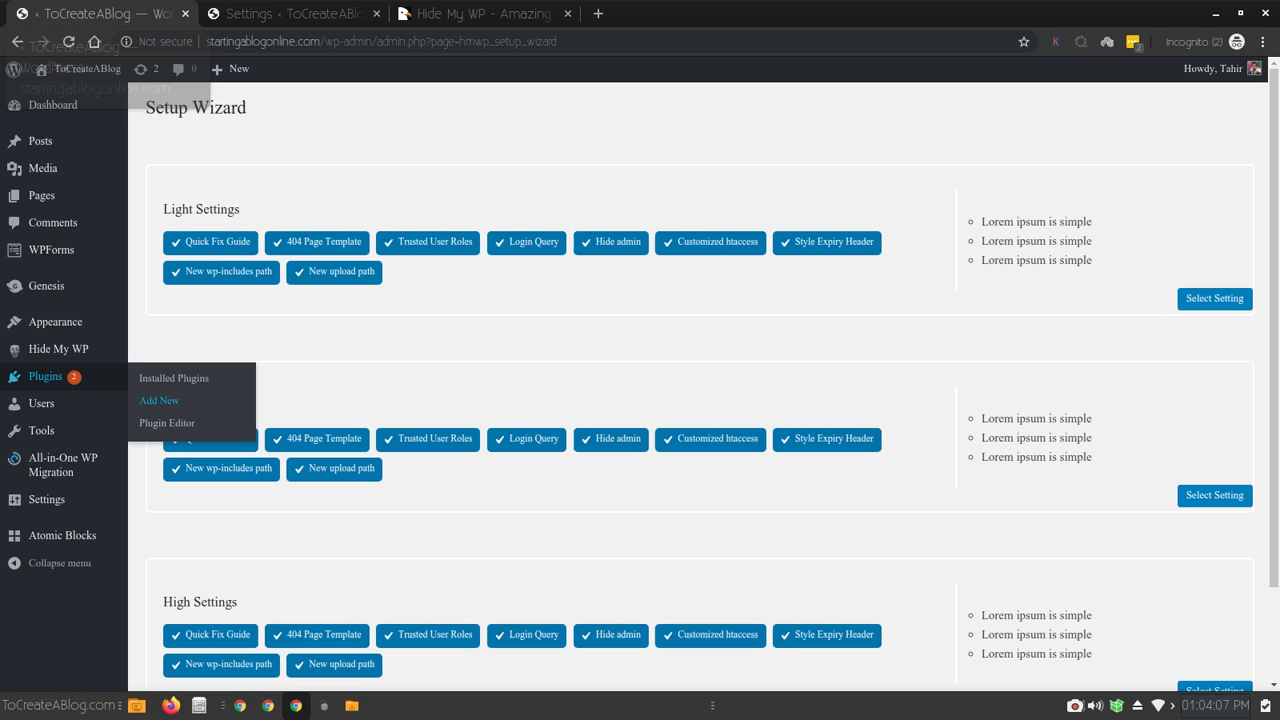 ToCreateABlog — Wor
ToCreateABlog
Hide My WP - Amazing
Not secure startingablogonline.com/wp-admin/admin.php?page=hmwp_setup_wizard
Incognito (2)
ToCreateABlog
ToCreateABlog 2 0 New
Howdy, Tahir
startingablogonline.com
Dashboard
Posts
Media
Pages
Comments
WPForms
Genesis
Appearance
Hide My WP
Plugins 2
Users
Tools
All-in-One WP
Migration
Settings
Atomic Blocks
Collapse menu
Installed Plugins
Add New
Plugin Editor
Setup Wizard
Light Settings
Quick Fix Guide 404 Page Template Trusted User Roles Login Query Hide admin Customized htaccess Style Expiry Header
New wp-includes path New upload path
Lorem ipsum is simple
Lorem ipsum is simple
Lorem ipsum is simple
Select Setting
404 Page Template Trusted User Roles Login Query Hide admin Customized htaccess Style Expiry Header
New wp-includes path New upload path
Lorem ipsum is simple
Lorem ipsum is simple
Lorem ipsum is simple
Select Setting
High Settings
Quick Fix Guide 404 Page Template Trusted User Roles Login Query Hide admin Customized htaccess Style Expiry Header
New wp-includes path New upload path
Lorem ipsum is simple
Lorem ipsum is simple
Lorem ipsum is simple
Select Setting
ToCreateABlog.com
01:04:07 PM